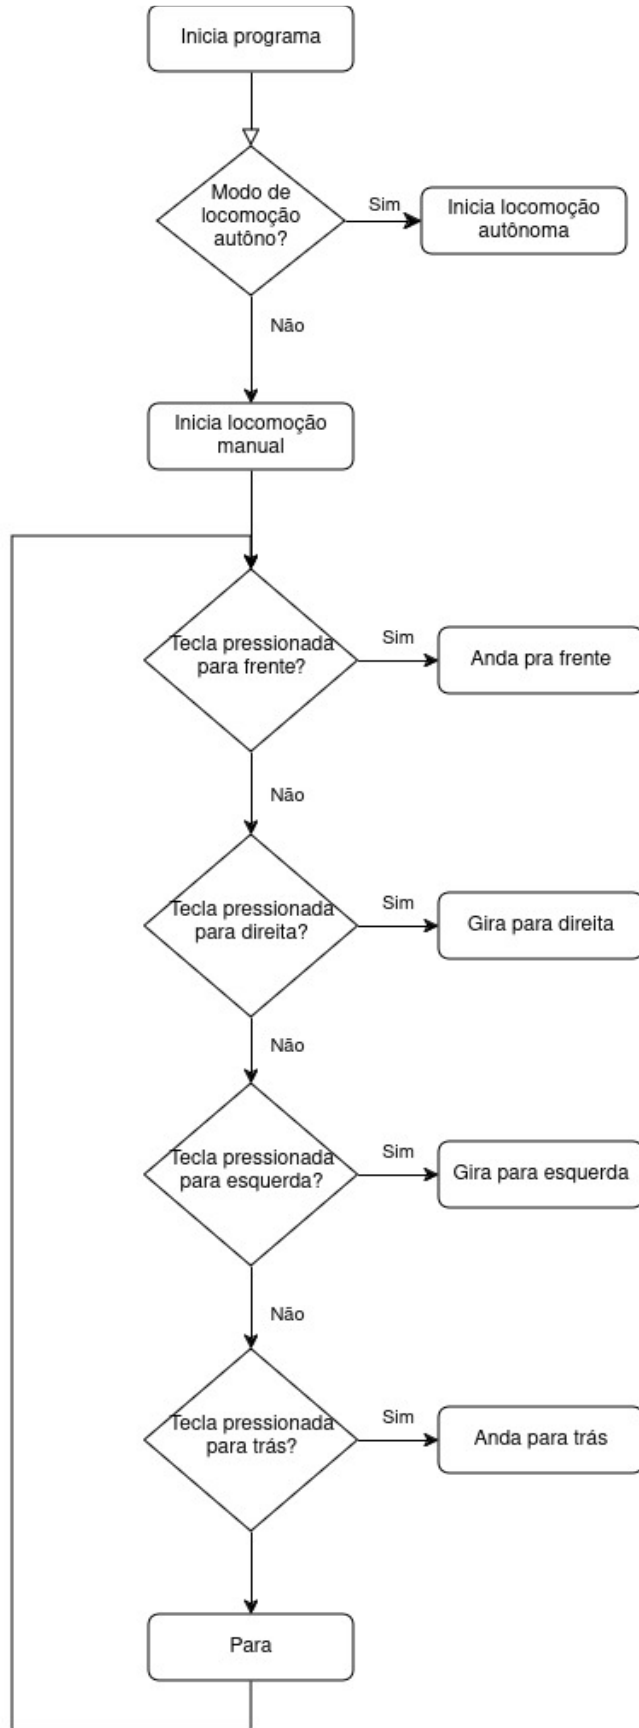 Inicia programa
Modo de
locomoção
autôno?
Sim
Inicia locomoção
autônoma
Não
Inicia locomoção
manual
Tecla pressionada
para frente?
Sim
Anda pra frente
Não
Tecla pressionada
para direita?
Sim
Gira para direita
Não
Tecla pressionada
para esquerda?
Sim
Gira para esquerda
Não
Tecla pressionada
para trás?
Sim
Anda para trás
Para